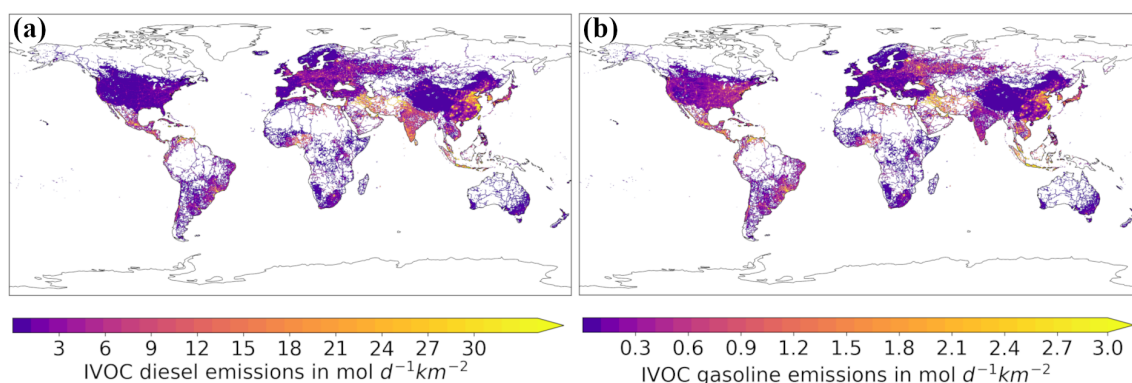 (a)
(b)
3 6 9 12 15 18 21 24 27 30
IVOC diesel emissions in mol d⁻¹km⁻²
0.3 0.6 0.9 1.2 1.5 1.8 2.1 2.4 2.7 3.0
IVOC gasoline emissions in mol d⁻¹km⁻²